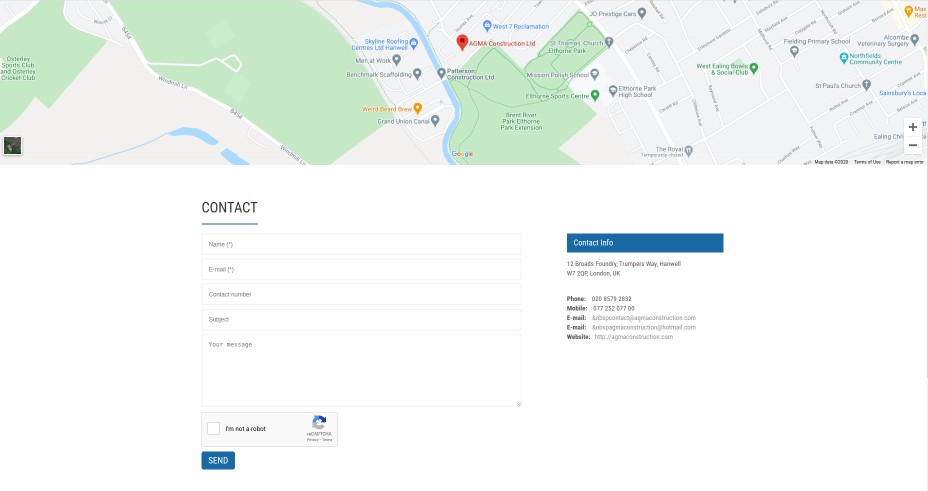 Osterley
Sports Club
and Osterley
Cricket Club
B454
Windmill Ln
B454
Windmill Ln
Skyline Roofing
Centres Ltd Hanwell
Men at Work
Benchmark Scaffolding
Weird Beard Brew
Grand Union Canal
West 7 Reclamation
AGMA Construction Ltd
Patterson
Construction Ltd
JD Prestige Cars
St Thomas' Church
Elthorne Park
Mission Polish School
Elthorne Sports Centre
Elthorne Park
High School
Brent River
Park Elthorne
Park Extension
The Royal
Temporarily closed
West Ealing Bowls
& Social Club
Fielding Primary School
Northfields
Community Centre
Alcombe
Veterinary Surgery
St Paul's Church
Sainsbury's Loca
Google
+
−
Map data ©2020 Terms of Use Report a map error
CONTACT
Name (*)
E-mail (*)
Contact number
Subject
Your message
I'm not a robot
reCAPTCHA
Privacy - Terms
SEND
Contact Info
12 Broads Foundry, Trumpers Way, Hanwell
W7 2QP, London, UK
Phone: 020 8579 2832
Mobile: 077 252 077 00
E-mail: &nbspcontact@agmaconstruction.com
E-mail: &nbspagmaconstruction@hotmail.com
Website: http://agmaconstruction.com